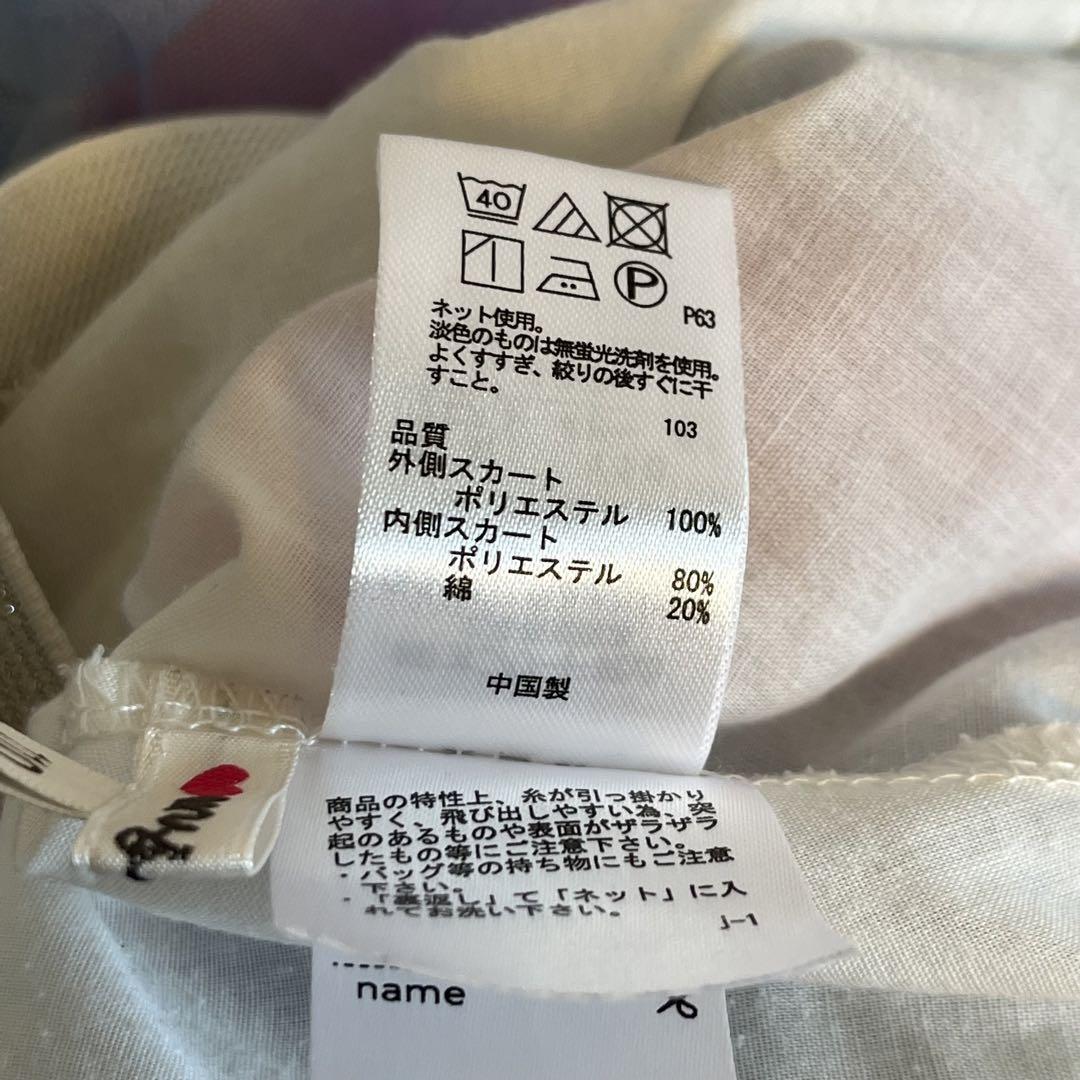 40
P
P63
ネット使用。
淡色のものは無蛍光洗剤を使用。
よくすすぎ、絞りの後すぐに干
すこと。
103
品質
外側スカート
ポリエステル 100%
内側スカート
ポリエステル 80%
綿 20%
中国製
商品の特性上、糸が引っ掛かり
やすく、飛び出しやすい為、突
起のあるものや表面がザラザラ
したもの等にご注意下さい。
・バッグ等の持ち物にもご注意
下さい。
・「裏返し」て「ネット」に入
れてお洗い下さい。
j-1
name